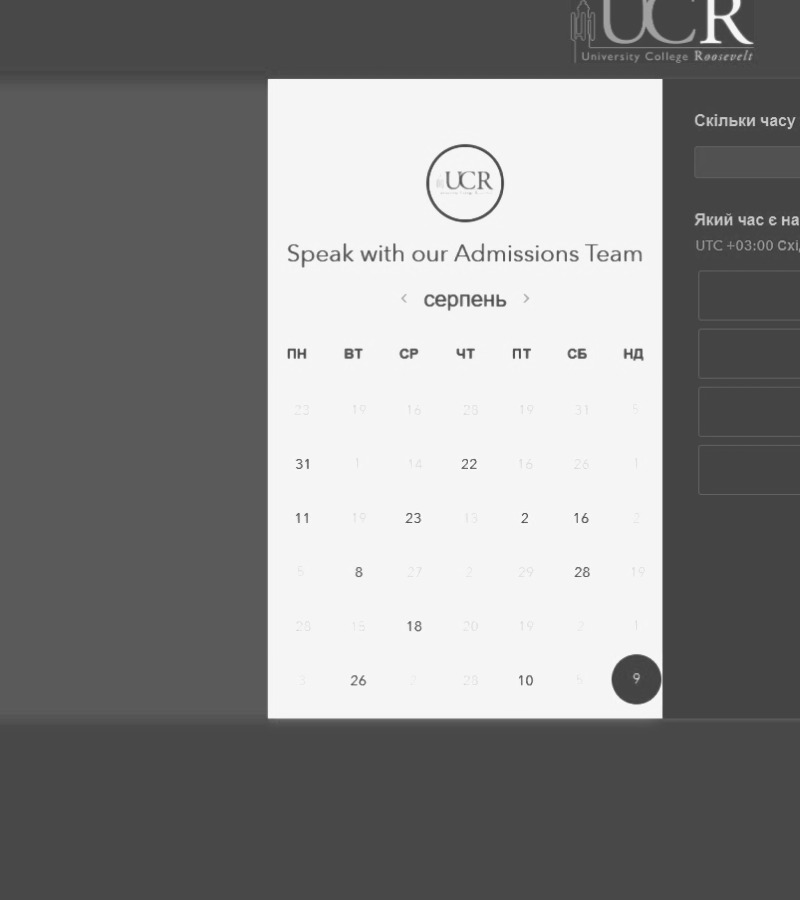 UCR
University College Roosevelt
Скільки часу
UCR
Який час є на
Speak with our Admissions Team
UTC +03:00 Схі
< серпень >
ПН ВТ СР ЧТ ПТ СБ НД
22 19 16 28 19 31 5
31 1 14 22 16 26 1
11 19 23 13 2 16 2
5 8 27 2 29 28 19
28 15 18 20 19 2 1
3 26 2 28 10 5 9